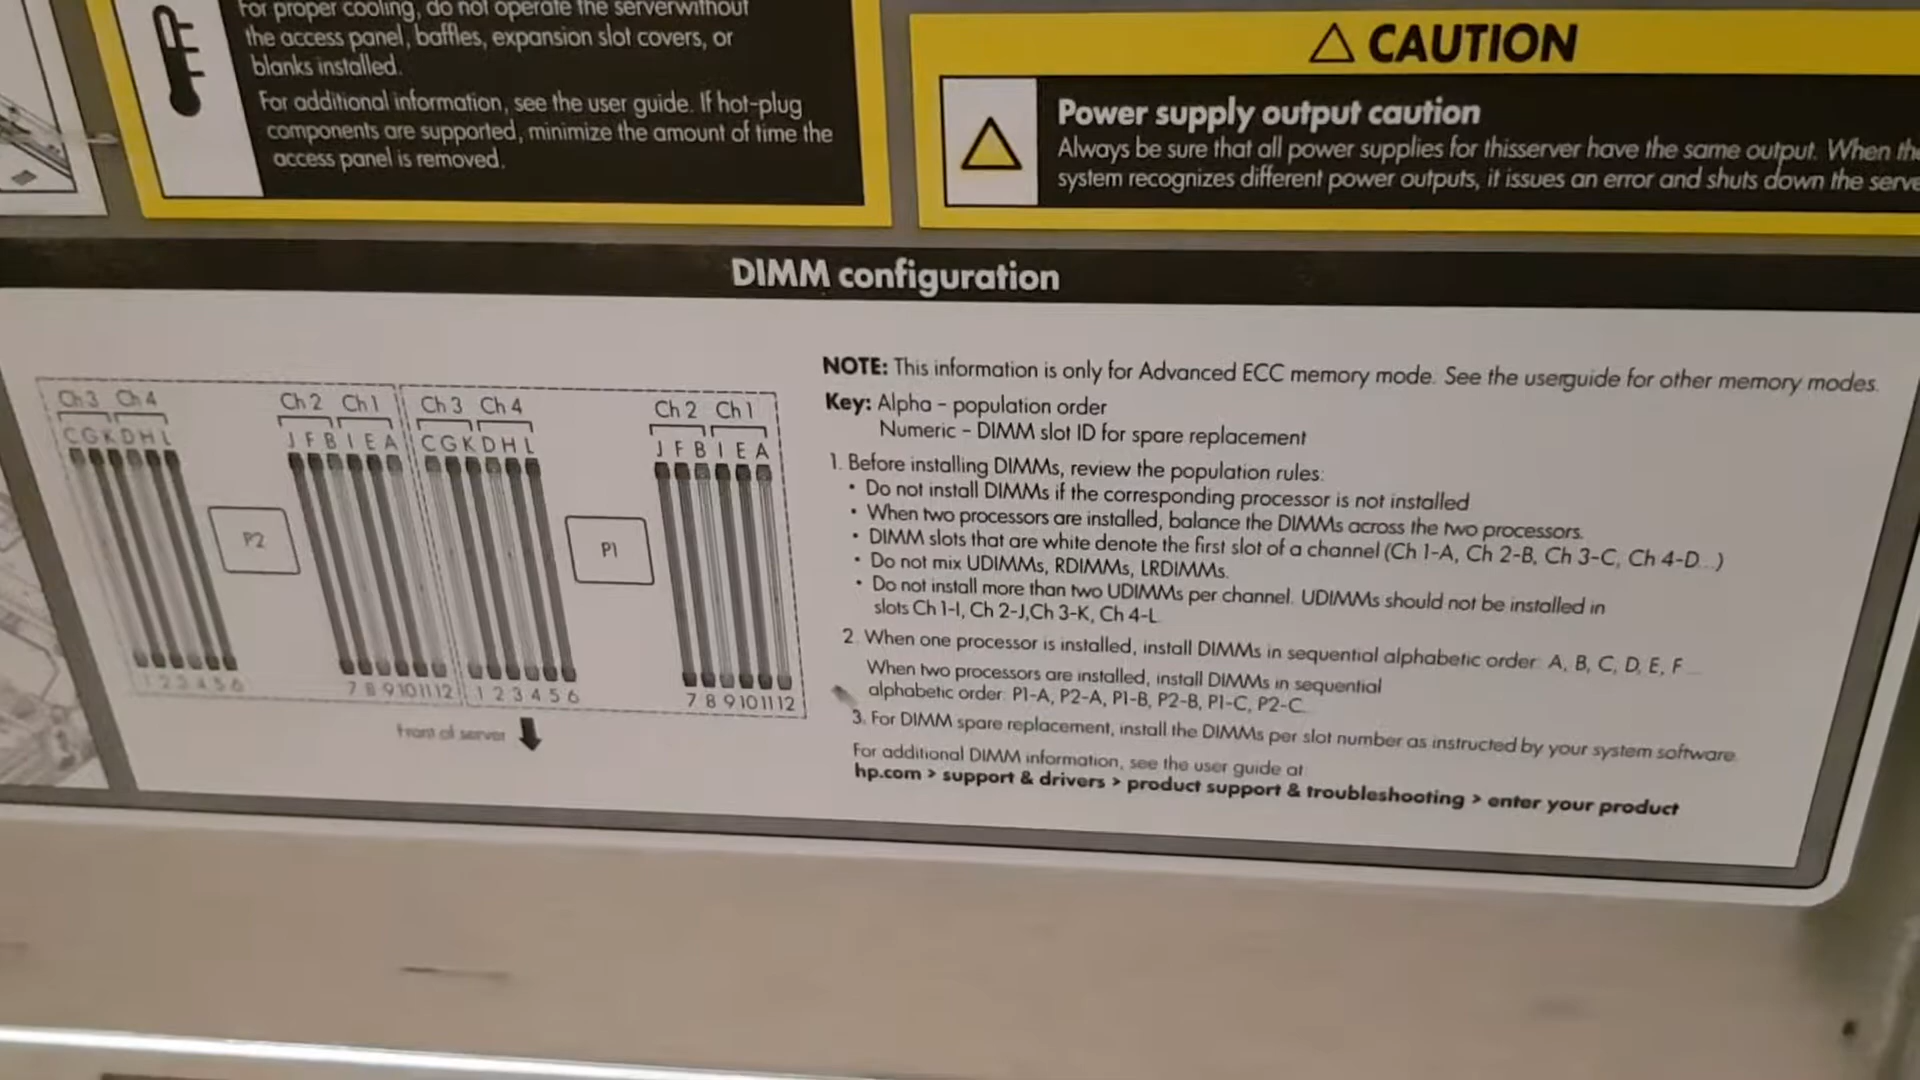 For proper cooling, do not operate the serverwithout
the access panel, baffles, expansion slot covers, or
blanks installed.
For additional information, see the user guide. If hot-plug
components are supported, minimize the amount of time the
access panel is removed.
CAUTION
Power supply output caution
Always be sure that all power supplies for thisserver have the same output. When the
system recognizes different power outputs, it issues an error and shuts down the serve
DIMM configuration
Ch 3 Ch 4 Ch 2 Ch 1 Ch 3 Ch 4 Ch 2 Ch 1
C G K D H L J F B I E A C G K D H L J F B I E A
P2 P1
1 2 3 4 5 6 7 8 9 10 11 12 1 2 3 4 5 6 7 8 9 10 11 12
Front of server
NOTE: This information is only for Advanced ECC memory mode. See the userguide for other memory modes.
Key: Alpha - population order
Numeric - DIMM slot ID for spare replacement
1. Before installing DIMMs, review the population rules:
• Do not install DIMMs if the corresponding processor is not installed
• When two processors are installed, balance the DIMMs across the two processors.
• DIMM slots that are white denote the first slot of a channel (Ch 1-A, Ch 2-B, Ch 3-C, Ch 4-D...)
• Do not mix UDIMMs, RDIMMs, LRDIMMs.
• Do not install more than two UDIMMs per channel. UDIMMs should not be installed in
slots Ch 1-I, Ch 2-J,Ch 3-K, Ch 4-L.
2. When one processor is installed, install DIMMs in sequential alphabetic order: A, B, C, D, E, F...
When two processors are installed, install DIMMs in sequential
alphabetic order: P1-A, P2-A, P1-B, P2-B, P1-C, P2-C.
3. For DIMM spare replacement, install the DIMMs per slot number as instructed by your system software.
For additional DIMM information, see the user guide at
hp.com > support & drivers > product support & troubleshooting > enter your product